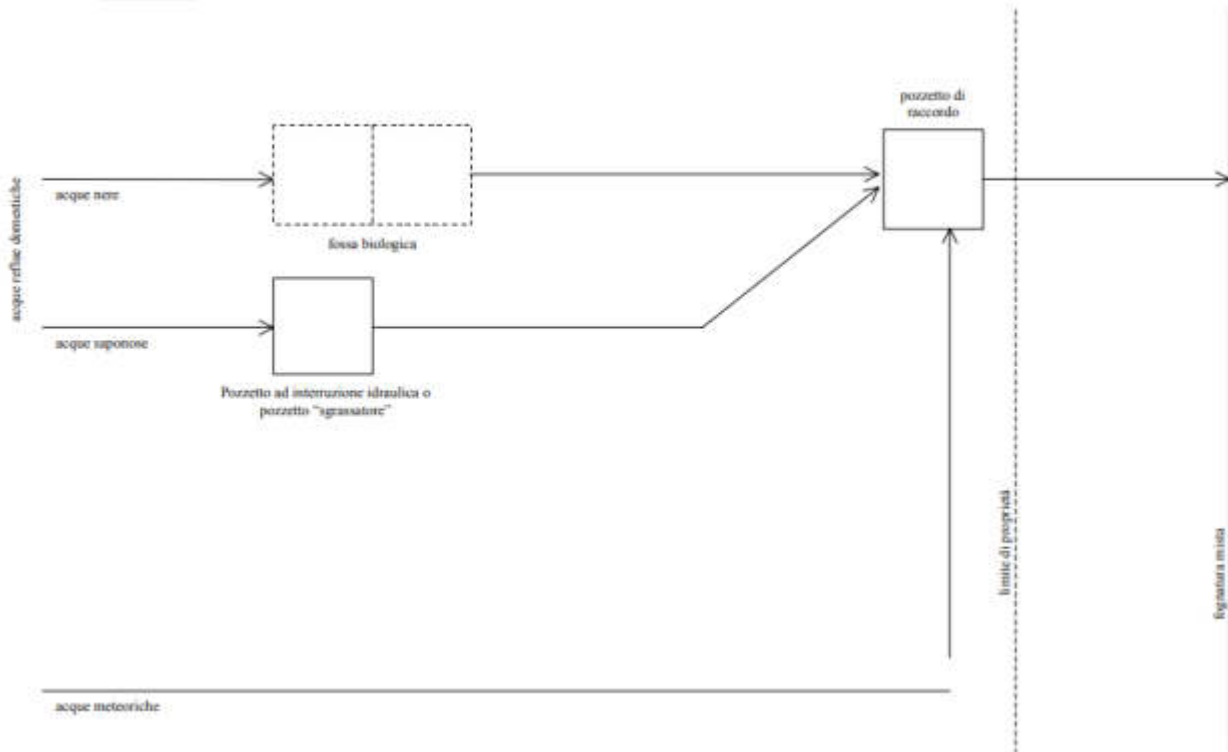 pozzetto di
raccordo
acque reflue domestiche
acque nere
fossa biologica
acque saponose
Pozzetto ad interruzione idraulica o
pozzetto “sgrassatore”
limite di proprietà
fognatura mista
acque meteoriche